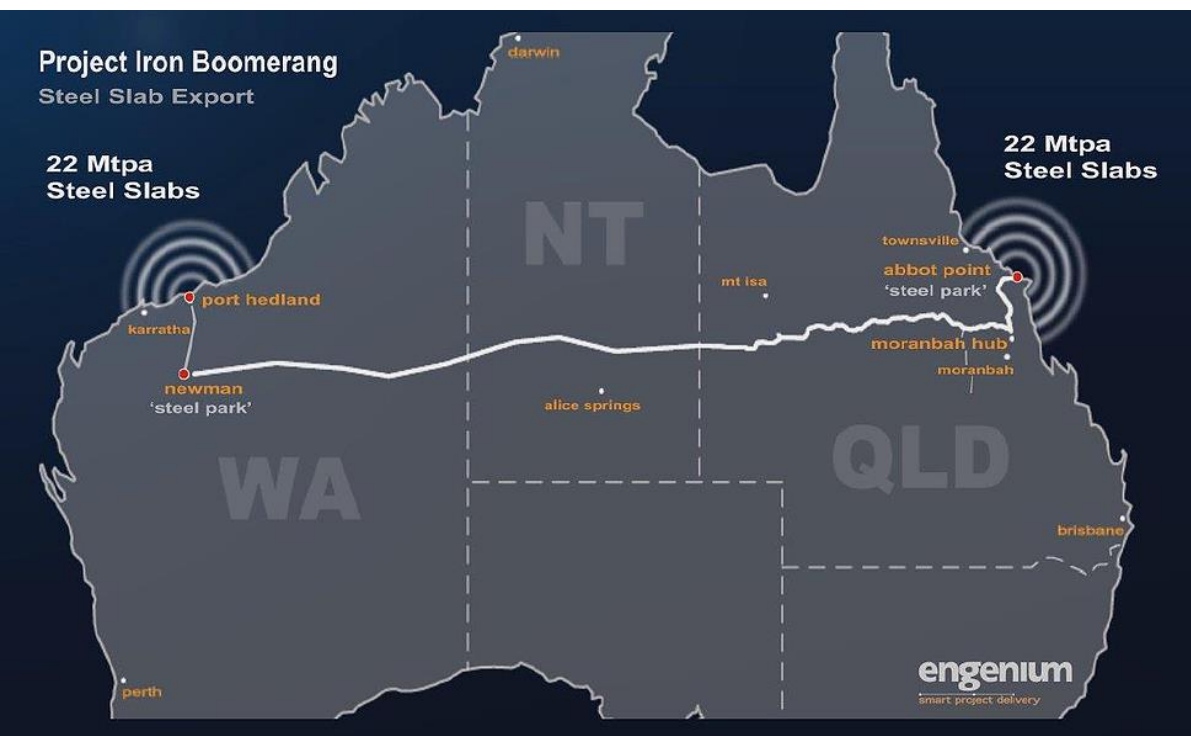 Project Iron Boomerang
Steel Slab Export
22 Mtpa
Steel Slabs
22 Mtpa
Steel Slabs
darwin
NT
townsville
abbot point
'steel park'
mt isa
port hedland
karratha
moranbah hub
moranbah
newman
'steel park'
alice springs
WA
QLD
brisbane
perth
engenium
smart project delivery